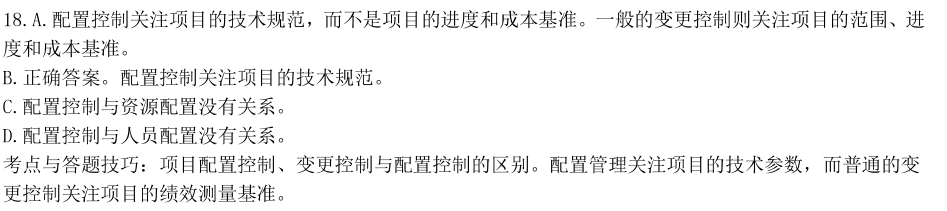 18. A. 配置控制关注项目的技术规范，而不是项目的进度和成本基准。一般的变更控制则关注项目的范围、进
度和成本基准。
B. 正确答案。配置控制关注项目的技术规范。
C. 配置控制与资源配置没有关系。
D. 配置控制与人员配置没有关系。
考点与答题技巧：项目配置控制、变更控制与配置控制的区别。配置管理关注项目的技术参数，而普通的变
更控制关注项目的绩效测量基准。